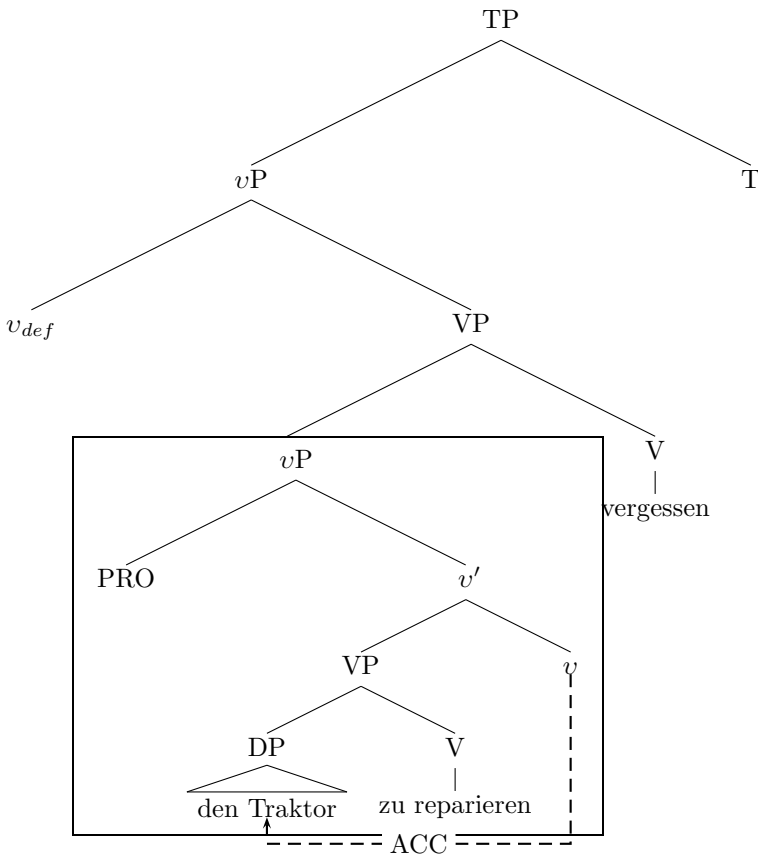 TP
vP T
v_def VP
vP V
vergessen
PRO v′
VP v
DP V
den Traktor zu reparieren
ACC